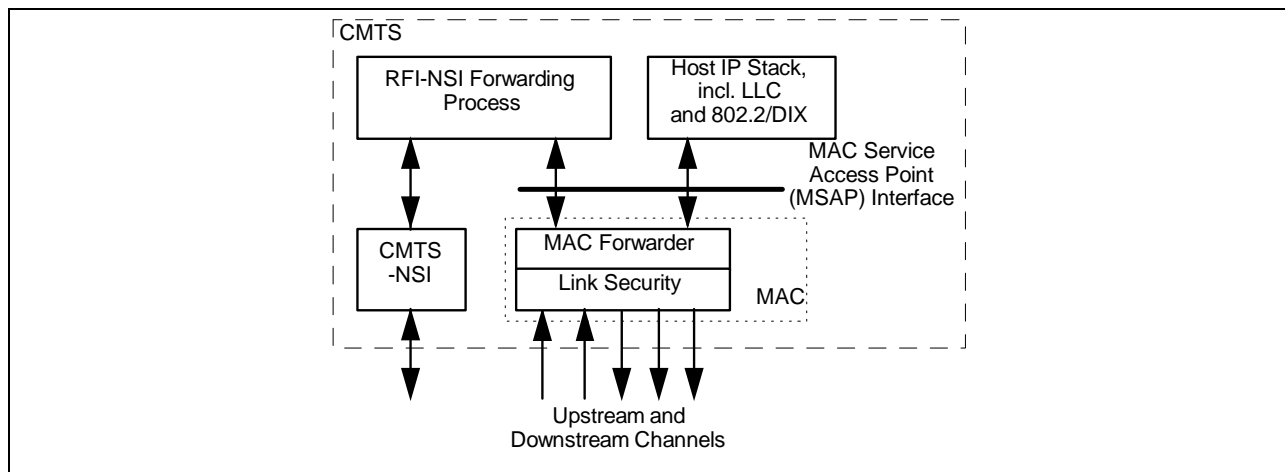 CMTS
RFI-NSI Forwarding
Process
Host IP Stack,
incl. LLC
and 802.2/DIX
MAC Service
Access Point
(MSAP) Interface
CMTS
-NSI
MAC Forwarder
Link Security
MAC
Upstream and
Downstream Channels